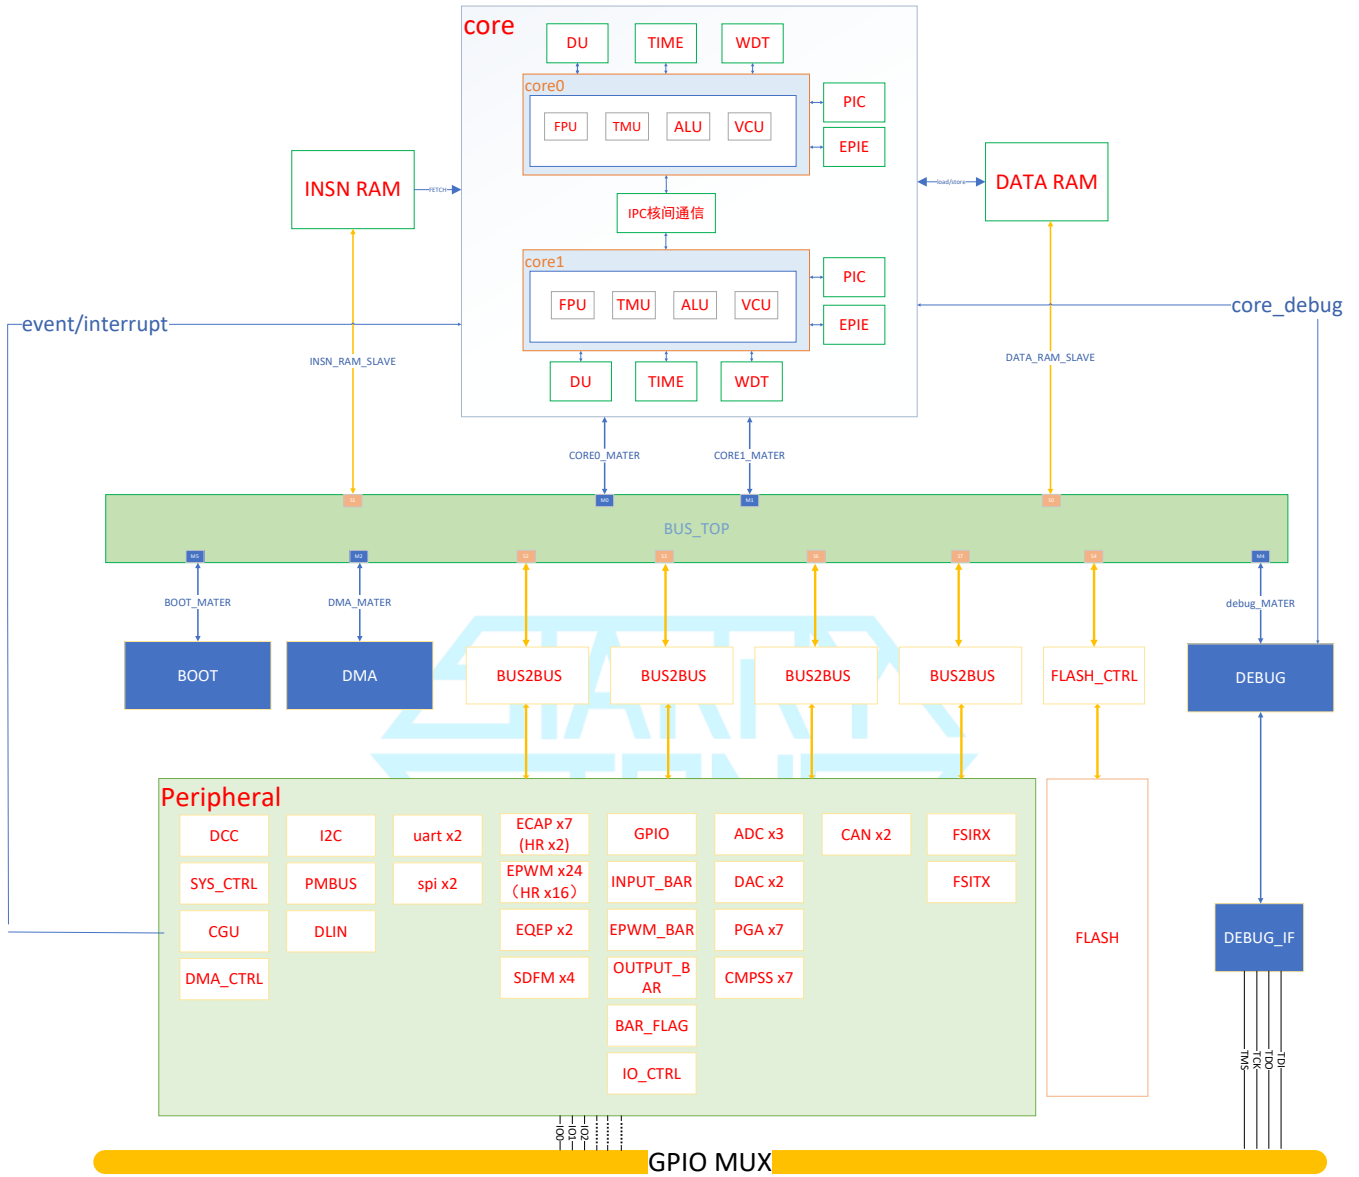 core
DU
TIME
WDT
core0
FPU
TMU
ALU
VCU
PIC
EPIE
INSN RAM
FETCH
IPC核间通信
load/store
DATA RAM
core1
FPU
TMU
ALU
VCU
PIC
EPIE
event/interrupt
core_debug
INSN_RAM_SLAVE
DATA_RAM_SLAVE
DU
TIME
WDT
CORE0_MATER
CORE1_MATER
M0
M1
BUS_TOP
M2
M4
BOOT_MATER
DMA_MATER
debug_MATER
BOOT
DMA
BUS2BUS
BUS2BUS
BUS2BUS
BUS2BUS
FLASH_CTRL
DEBUG
Peripheral
DCC
I2C
uart x2
ECAP x7
(HR x2)
GPIO
ADC x3
CAN x2
FSIRX
SYS_CTRL
PMBUS
spi x2
EPWM x24
（HR x16）
INPUT_BAR
DAC x2
FSITX
CGU
DLIN
EQEP x2
EPWM_BAR
PGA x7
DMA_CTRL
SDFM x4
OUTPUT_B
AR
CMPSS x7
BAR_FLAG
IO_CTRL
FLASH
DEBUG_IF
TMS
TCK
TDO
TDI
IO0
IO1
IO2
GPIO MUX